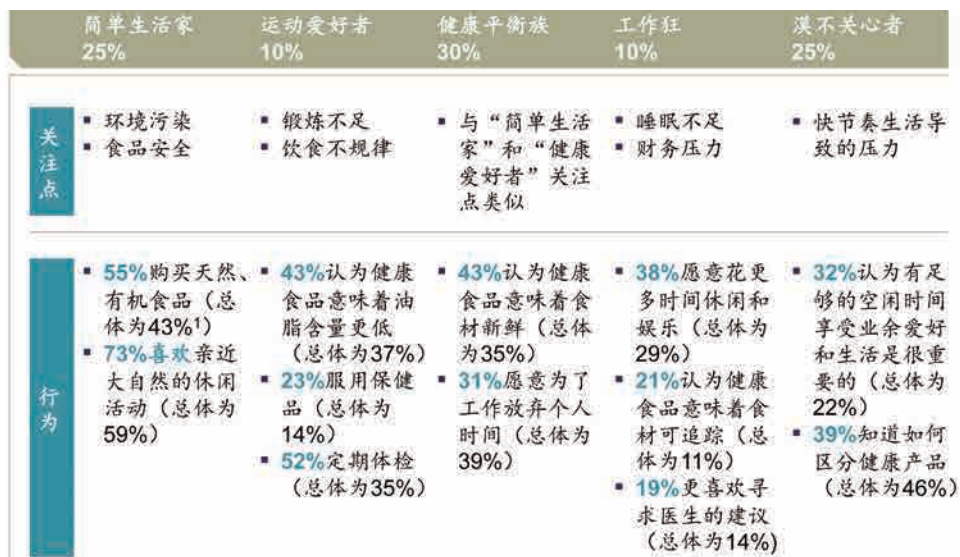 简单生活家
25%
运动爱好者
10%
健康平衡族
30%
工作狂
10%
漠不关心者
25%
关注点
▪ 环境污染
▪ 食品安全
▪ 锻炼不足
▪ 饮食不规律
▪ 与“简单生活
家”和“健康
爱好者”关注
点类似
▪ 睡眠不足
▪ 财务压力
▪ 快节奏生活导
致的压力
行为
▪ 55%购买天然、
有机食品（总
体为43%¹）
▪ 73%喜欢亲近
大自然的休闲
活动（总体为
59%）
▪ 43%认为健康
食品意味着油
脂含量更低
（总体为37%）
▪ 23%服用保健
品（总体为
14%）
▪ 52%定期体检
（总体为35%）
▪ 43%认为健康
食品意味着食
材新鲜（总体
为35%）
▪ 31%愿意为了
工作放弃个人
时间（总体为
39%）
▪ 38%愿意花更
多时间休闲和
娱乐（总体为
29%）
▪ 21%认为健康
食品意味着食
材可追踪（总
体为11%）
▪ 19%更喜欢寻
求医生的建议
（总体为14%)
▪ 32%认为有足
够的空闲时间
享受业余爱好
和生活是很重
要的（总体为
22%）
▪ 39%知道如何
区分健康产品
（总体为46%）